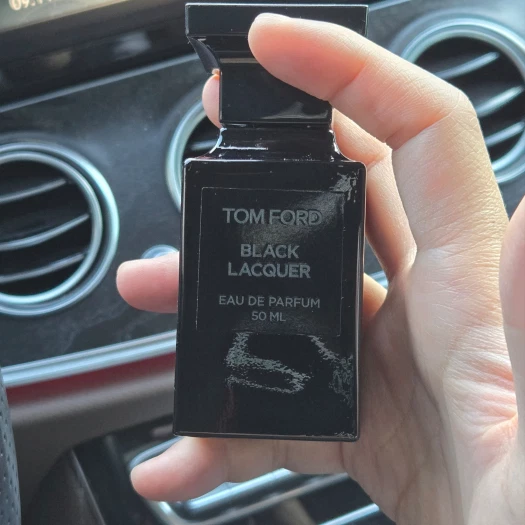 TOM FORD
BLACK
LACQUER
EAU DE PARFUM
50 ML